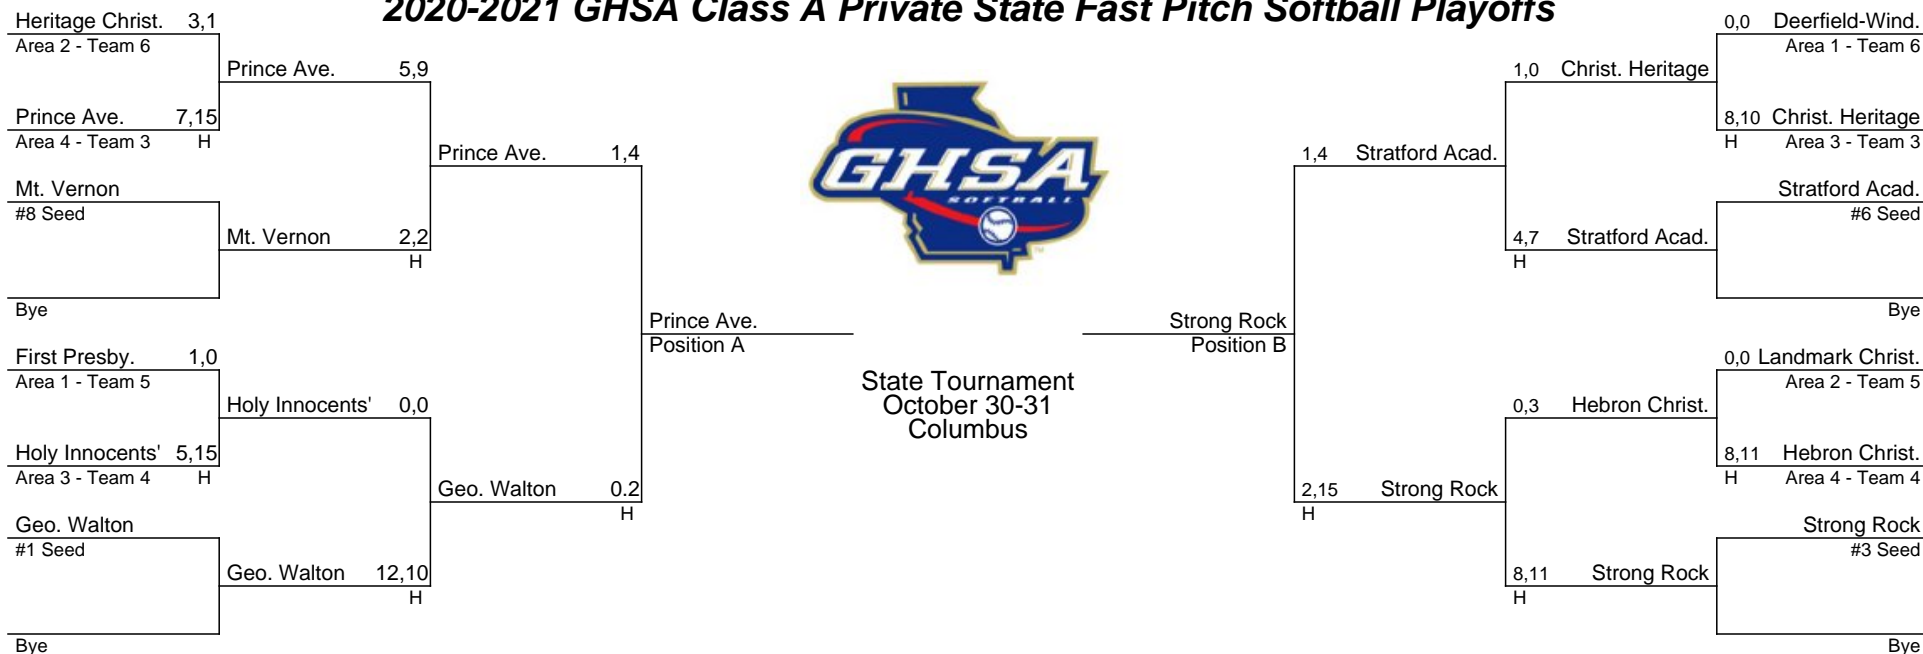 2020-2021 GHSA Class A Private State Fast Pitch Softball Playoffs
Heritage Christ. 3,1
Area 2 - Team 6
Prince Ave. 5,9
Prince Ave. 7,15
Area 4 - Team 3 H
Prince Ave. 1,4
Mt. Vernon
#8 Seed
Mt. Vernon 2,2
H
Bye
Prince Ave.
Position A
First Presby. 1,0
Area 1 - Team 5
Holy Innocents' 0,0
Holy Innocents' 5,15
Area 3 - Team 4 H
Geo. Walton 0.2
H
Geo. Walton
#1 Seed
Geo. Walton 12,10
H
Bye
GHSA
SOFTBALL
TM
State Tournament
October 30-31
Columbus
0,0 Deerfield-Wind.
Area 1 - Team 6
1,0 Christ. Heritage
8,10 Christ. Heritage
H Area 3 - Team 3
1,4 Stratford Acad.
Stratford Acad.
#6 Seed
4,7 Stratford Acad.
H
Bye
Strong Rock
Position B
0,0 Landmark Christ.
Area 2 - Team 5
0,3 Hebron Christ.
8,11 Hebron Christ.
H Area 4 - Team 4
2,15 Strong Rock
H
Strong Rock
#3 Seed
8,11 Strong Rock
H
Bye